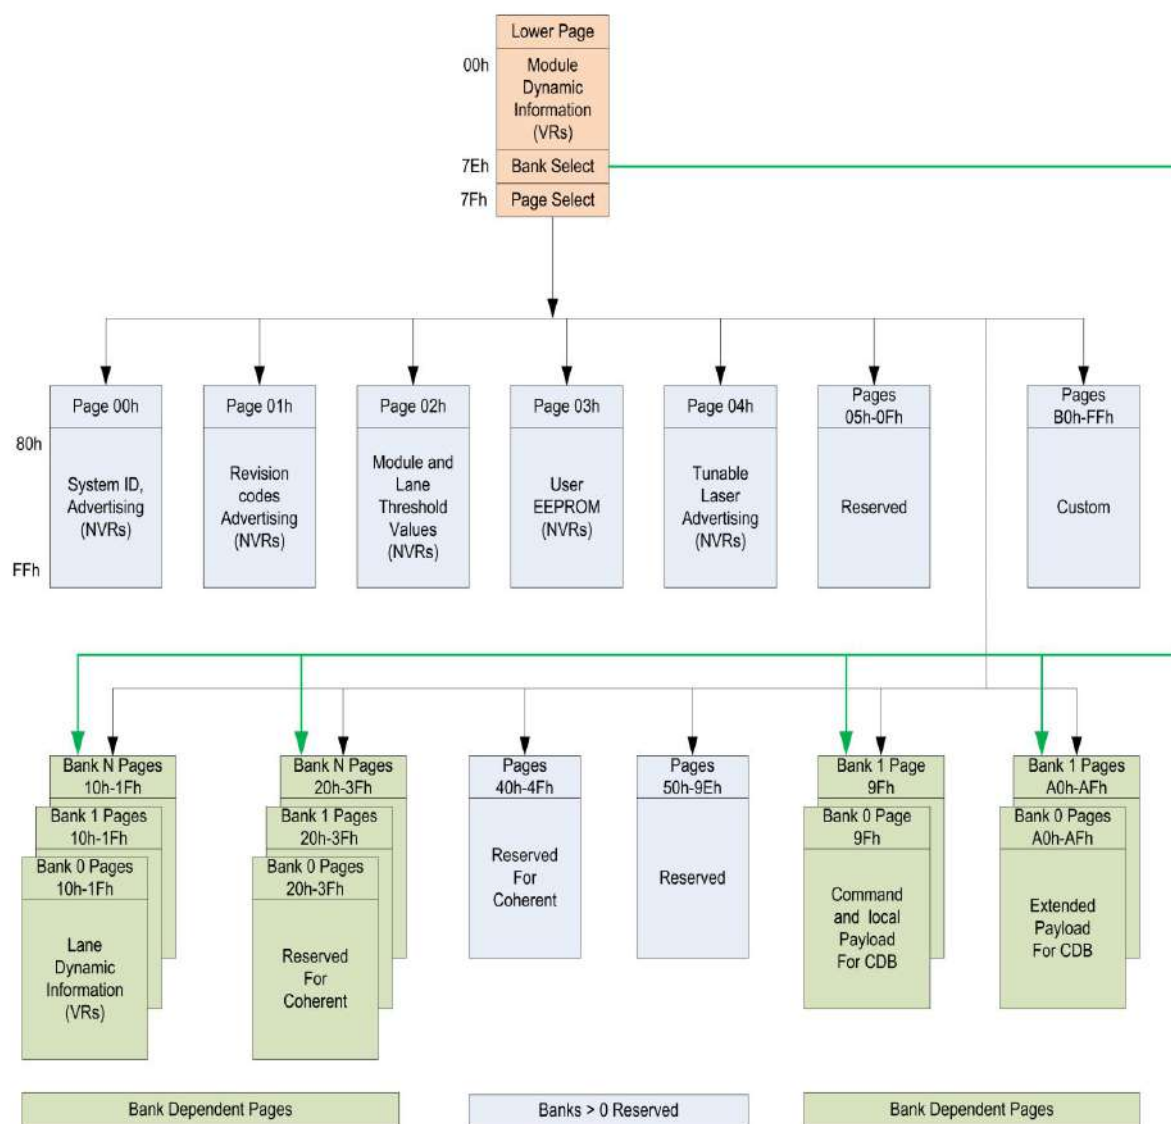 Lower Page
00h
Module
Dynamic
Information
(VRs)
7Eh
Bank Select
7Fh
Page Select
Page 00h
Page 01h
Page 02h
Page 03h
Page 04h
Pages
05h-0Fh
Pages
B0h-FFh
80h
System ID,
Advertising
(NVRs)
Revision
codes
Advertising
(NVRs)
Module and
Lane
Threshold
Values
(NVRs)
User
EEPROM
(NVRs)
Tunable
Laser
Advertising
(NVRs)
Reserved
Custom
FFh
Bank N Pages
10h-1Fh
Bank 1 Pages
10h-1Fh
Bank 0 Pages
10h-1Fh
Lane
Dynamic
Information
(VRs)
Bank N Pages
20h-3Fh
Bank 1 Pages
20h-3Fh
Bank 0 Pages
20h-3Fh
Reserved
For
Coherent
Pages
40h-4Fh
Reserved
For
Coherent
Pages
50h-9Eh
Reserved
Bank 1 Page
9Fh
Bank 0 Page
9Fh
Command
and local
Payload
For CDB
Bank 1 Pages
A0h-AFh
Bank 0 Pages
A0h-AFh
Extended
Payload
For CDB
Bank Dependent Pages
Banks > 0 Reserved
Bank Dependent Pages